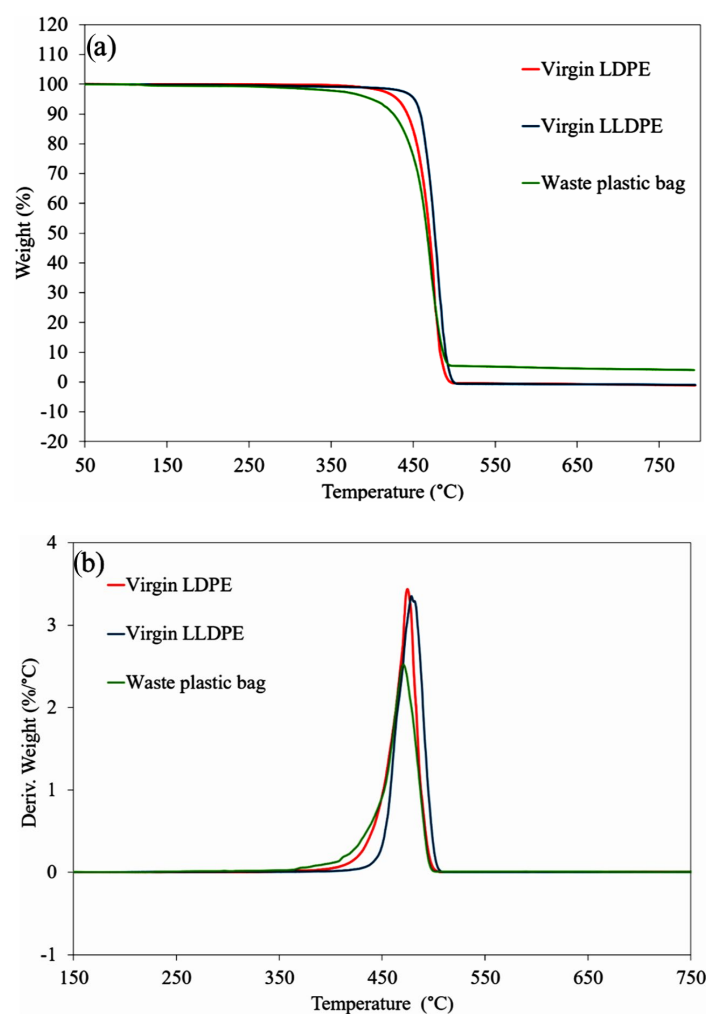 (a)
120
110
100
90
80
70
60
50
40
30
20
10
0
-10
-20
Weight (%)
Virgin LDPE
Virgin LLDPE
Waste plastic bag
50 150 250 350 450 550 650 750
Temperature (°C)
(b)
4
3
2
1
0
-1
Deriv. Weight (%/°C)
Virgin LDPE
Virgin LLDPE
Waste plastic bag
150 250 350 450 550 650 750
Temperature (°C)